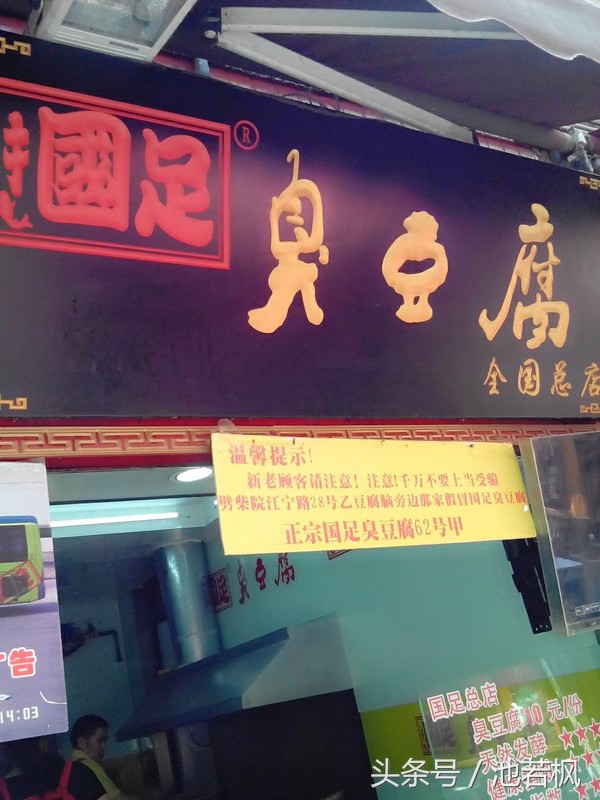 國足®
臭豆腐
全国总店
温馨提示!
新老顾客请注意!注意!千万不要上当受骗
劈柴院江宁路28号乙豆腐脑旁边那家假冒国足臭豆腐
正宗国足臭豆腐62号甲
足臭豆腐
告
14:03
国足总店
臭豆腐10元/份
天然发酵 ★★★
头条号／池若枫